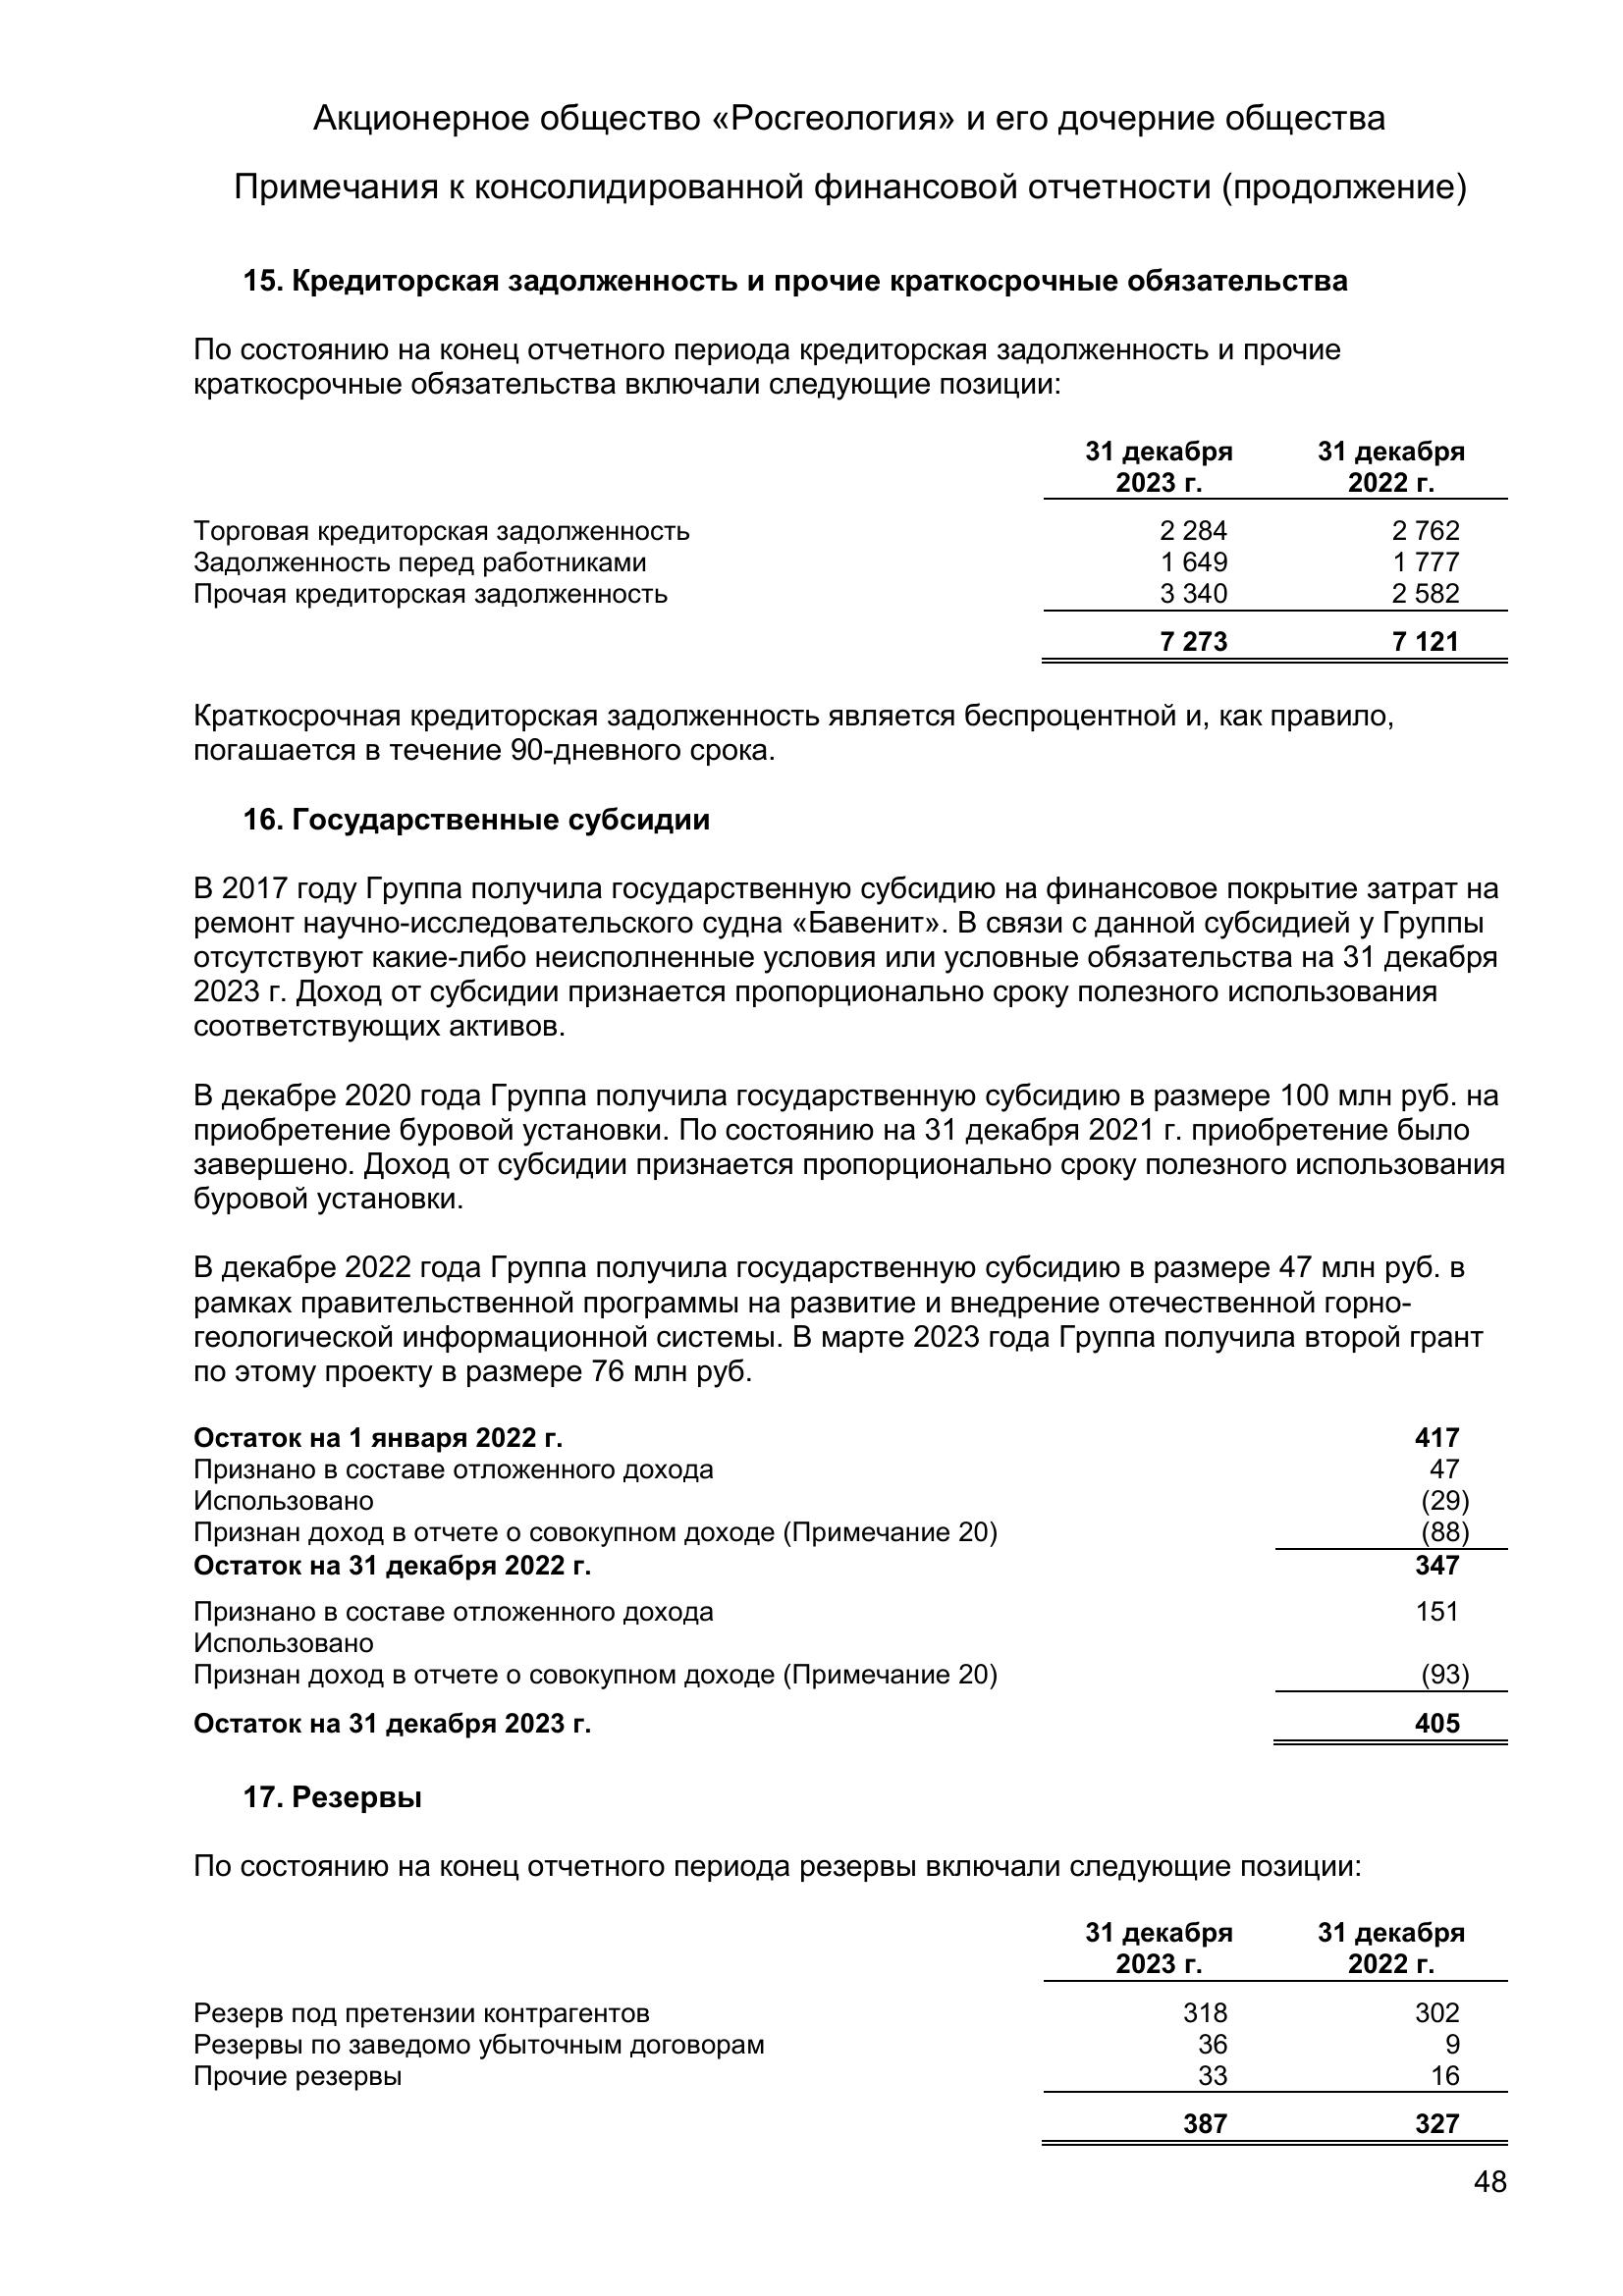 Акционерное общество «Росгеология» и его дочерние общества
Примечания к консолидированной финансовой отчетности (продолжение)
15. Кредиторская задолженность и прочие краткосрочные обязательства
По состоянию на конец отчетного периода кредиторская задолженность и прочие
краткосрочные обязательства включали следующие позиции:
31 декабря 31 декабря
2023 г. 2022 г.
Торговая кредиторская задолженность 2 284 2 762
Задолженность перед работниками 1 649 1 777
Прочая кредиторская задолженность 3 340 2 582
7 273 7 121
Краткосрочная кредиторская задолженность является беспроцентной и, как правило,
погашается в течение 90-дневного срока.
16. Государственные субсидии
В 2017 году Группа получила государственную субсидию на финансовое покрытие затрат на
ремонт научно-исследовательского судна «Бавенит». В связи с данной субсидией у Группы
отсутствуют какие-либо неисполненные условия или условные обязательства на 31 декабря
2023 г. Доход от субсидии признается пропорционально сроку полезного использования
соответствующих активов.
В декабре 2020 года Группа получила государственную субсидию в размере 100 млн руб. на
приобретение буровой установки. По состоянию на 31 декабря 2021 г. приобретение было
завершено. Доход от субсидии признается пропорционально сроку полезного использования
буровой установки.
В декабре 2022 года Группа получила государственную субсидию в размере 47 млн руб. в
рамках правительственной программы на развитие и внедрение отечественной горно-
геологической информационной системы. В марте 2023 года Группа получила второй грант
по этому проекту в размере 76 млн руб.
Остаток на 1 января 2022 г. 417
Признано в составе отложенного дохода 47
Использовано (29)
Признан доход в отчете о совокупном доходе (Примечание 20) (88)
Остаток на 31 декабря 2022 г. 347
Признано в составе отложенного дохода 151
Использовано
Признан доход в отчете о совокупном доходе (Примечание 20) (93)
Остаток на 31 декабря 2023 г. 405
17. Резервы
По состоянию на конец отчетного периода резервы включали следующие позиции:
31 декабря 31 декабря
2023 г. 2022 г.
Резерв под претензии контрагентов 318 302
Резервы по заведомо убыточным договорам 36 9
Прочие резервы 33 16
387 327
48